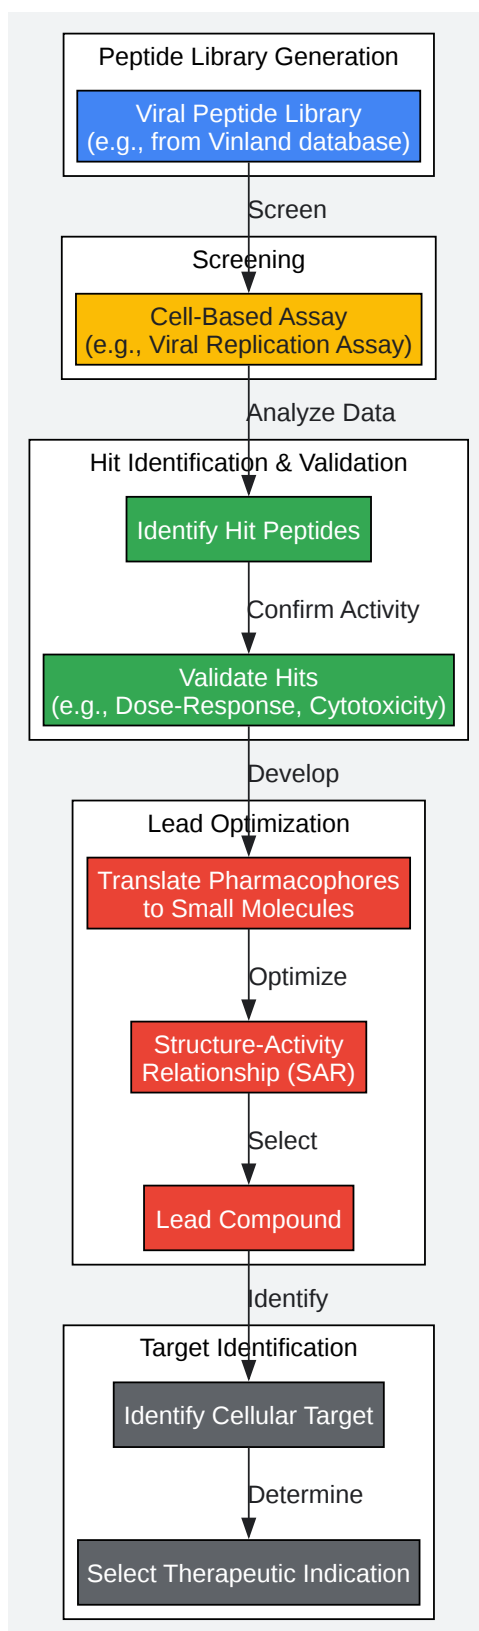 Peptide Library Generation
Viral Peptide Library
(e.g., from Vinland database)
Screen
Screening
Cell-Based Assay
(e.g., Viral Replication Assay)
Analyze Data
Hit Identification & Validation
Identify Hit Peptides
Confirm Activity
Validate Hits
(e.g., Dose-Response, Cytotoxicity)
Develop
Lead Optimization
Translate Pharmacophores
to Small Molecules
Optimize
Structure-Activity
Relationship (SAR)
Select
Lead Compound
Identify
Target Identification
Identify Cellular Target
Determine
Select Therapeutic Indication